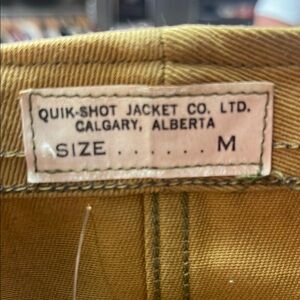 QUIK-SHOT JACKET CO. LTD.
CALGARY, ALBERTA
SIZE . . . . . . M